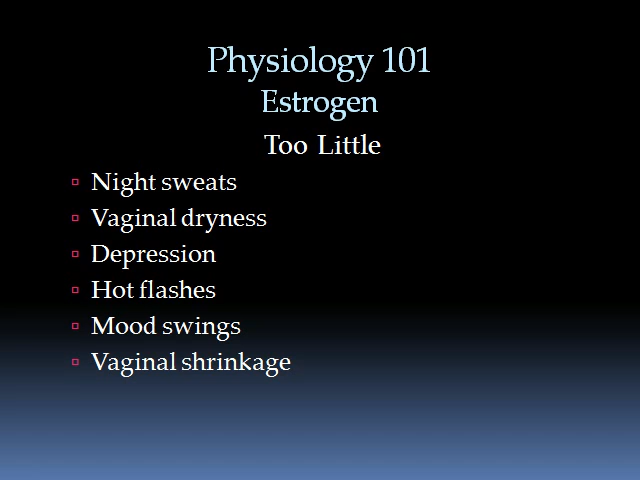 Physiology 101
Estrogen
Too Little
Night sweats
Vaginal dryness
Depression
Hot flashes
Mood swings
Vaginal shrinkage